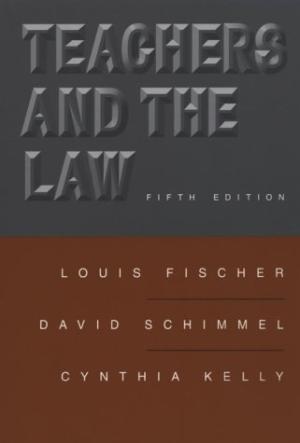 TEACHERS
AND THE
LAW
FIFTH EDITION
LOUIS FISCHER
DAVID SCHIMMEL
CYNTHIA KELLY